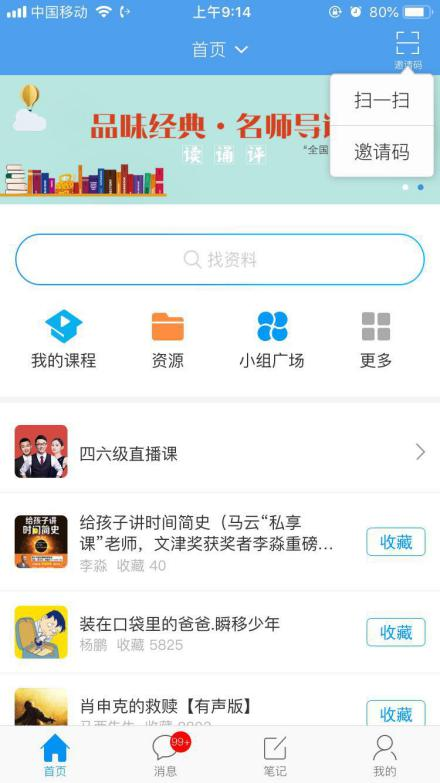 中国移动
上午9:14
80%
首页
邀请码
扫一扫
邀请码
品味经典·名师导
读 诵 评
“全国
找资料
我的课程
资源
小组广场
更多
四六级直播课
给孩子讲
时间简史
给孩子讲时间简史（马云“私享
课”老师，文津奖获奖者李淼重磅...
李淼 收藏 40
收藏
装在口袋里的爸爸.瞬移少年
杨鹏 收藏 5825
收藏
肖申克的救赎【有声版】
收藏
99+
首页
消息
笔记
我的